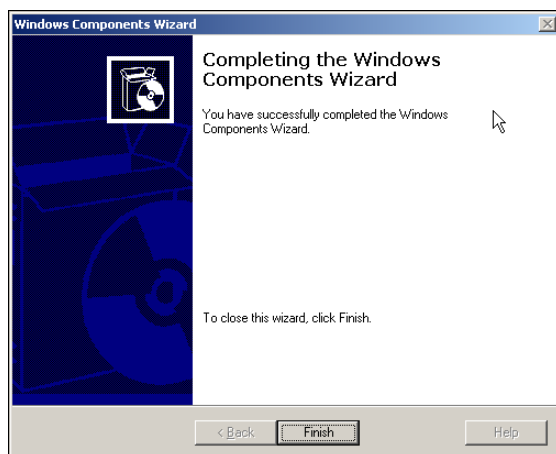 Windows Components Wizard
Completing the Windows
Components Wizard
You have successfully completed the Windows
Components Wizard.
To close this wizard, click Finish.
< Back
Finish
Help